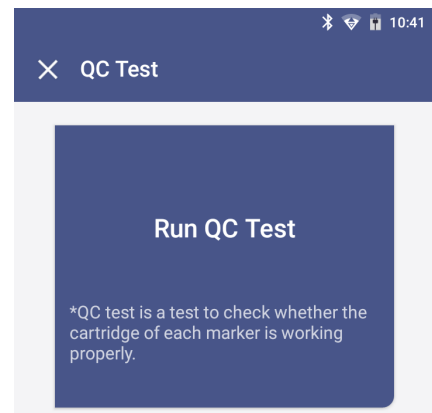 10:41
QC Test
Run QC Test
*QC test is a test to check whether the
cartridge of each marker is working
properly.